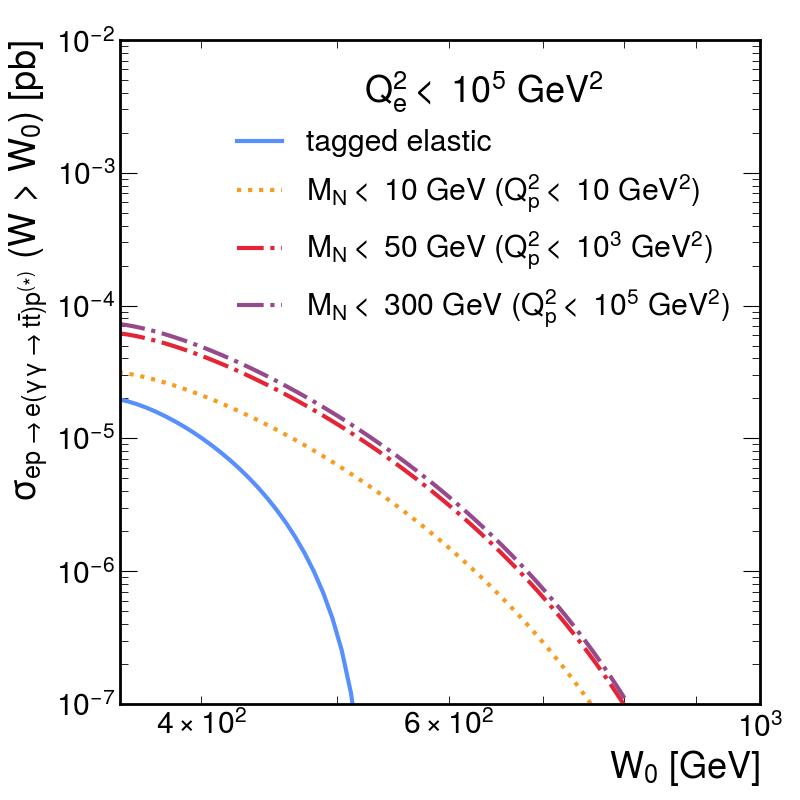 σ_{ep → e(γγ → tt̄)p^{(*)}} (W > W₀) [pb]
10⁻²
10⁻³
10⁻⁴
10⁻⁵
10⁻⁶
10⁻⁷
Q²ₑ < 10⁵ GeV²
tagged elastic
M_N < 10 GeV (Q²ₚ < 10 GeV²)
M_N < 50 GeV (Q²ₚ < 10³ GeV²)
M_N < 300 GeV (Q²ₚ < 10⁵ GeV²)
4 × 10² 6 × 10² 10³
W₀ [GeV]